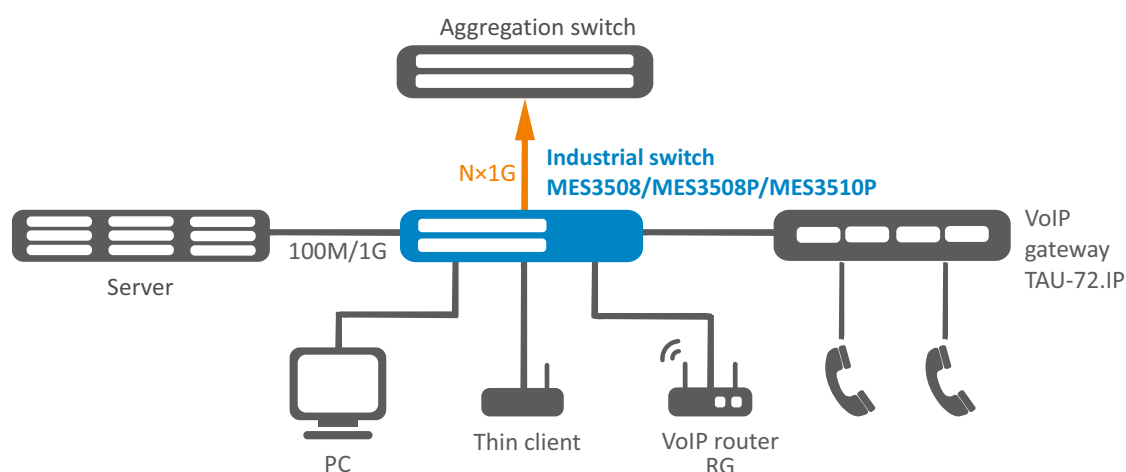 Aggregation switch
N×1G
Industrial switch
MES3508/MES3508P/MES3510P
100M/1G
Server
VoIP
gateway
TAU-72.IP
PC
Thin client
VoIP router
RG